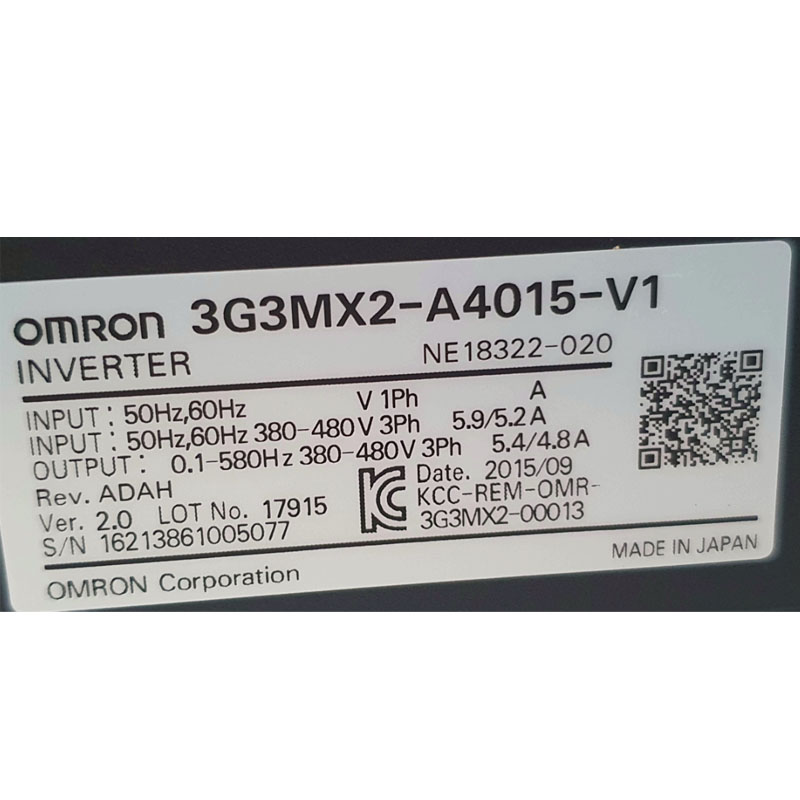 OMRON 3G3MX2-A4015-V1
INVERTER NE18322-020
INPUT: 50Hz,60Hz V 1Ph A
INPUT: 50Hz,60Hz 380-480V 3Ph 5.9/5.2A
OUTPUT: 0.1-580Hz 380-480V 3Ph 5.4/4.8A
Rev. ADAH
Ver. 2.0 LOT No. 17915
S/N 16213861005077
Date. 2015/09
KCC-REM-OMR-
3G3MX2-00013
OMRON Corporation MADE IN JAPAN